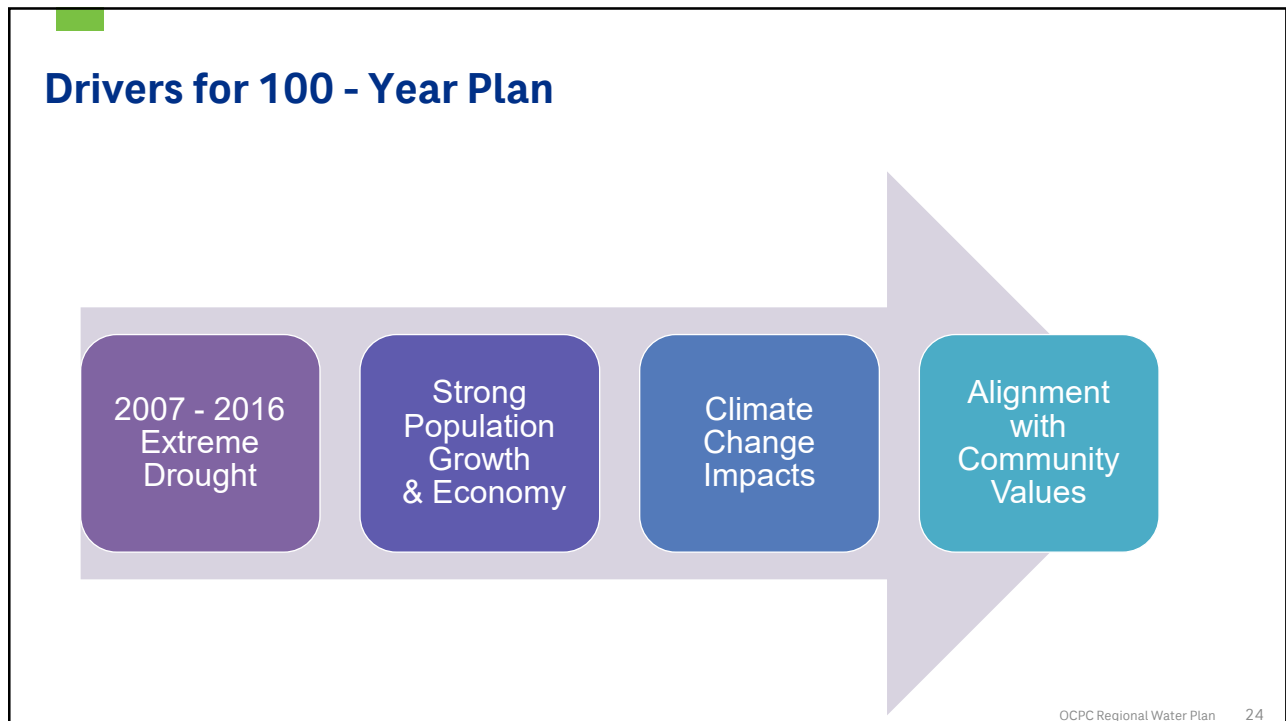 Drivers for 100 - Year Plan
2007 - 2016
Extreme
Drought
Strong
Population
Growth
& Economy
Climate
Change
Impacts
Alignment
with
Community
Values
OCPC Regional Water Plan 24